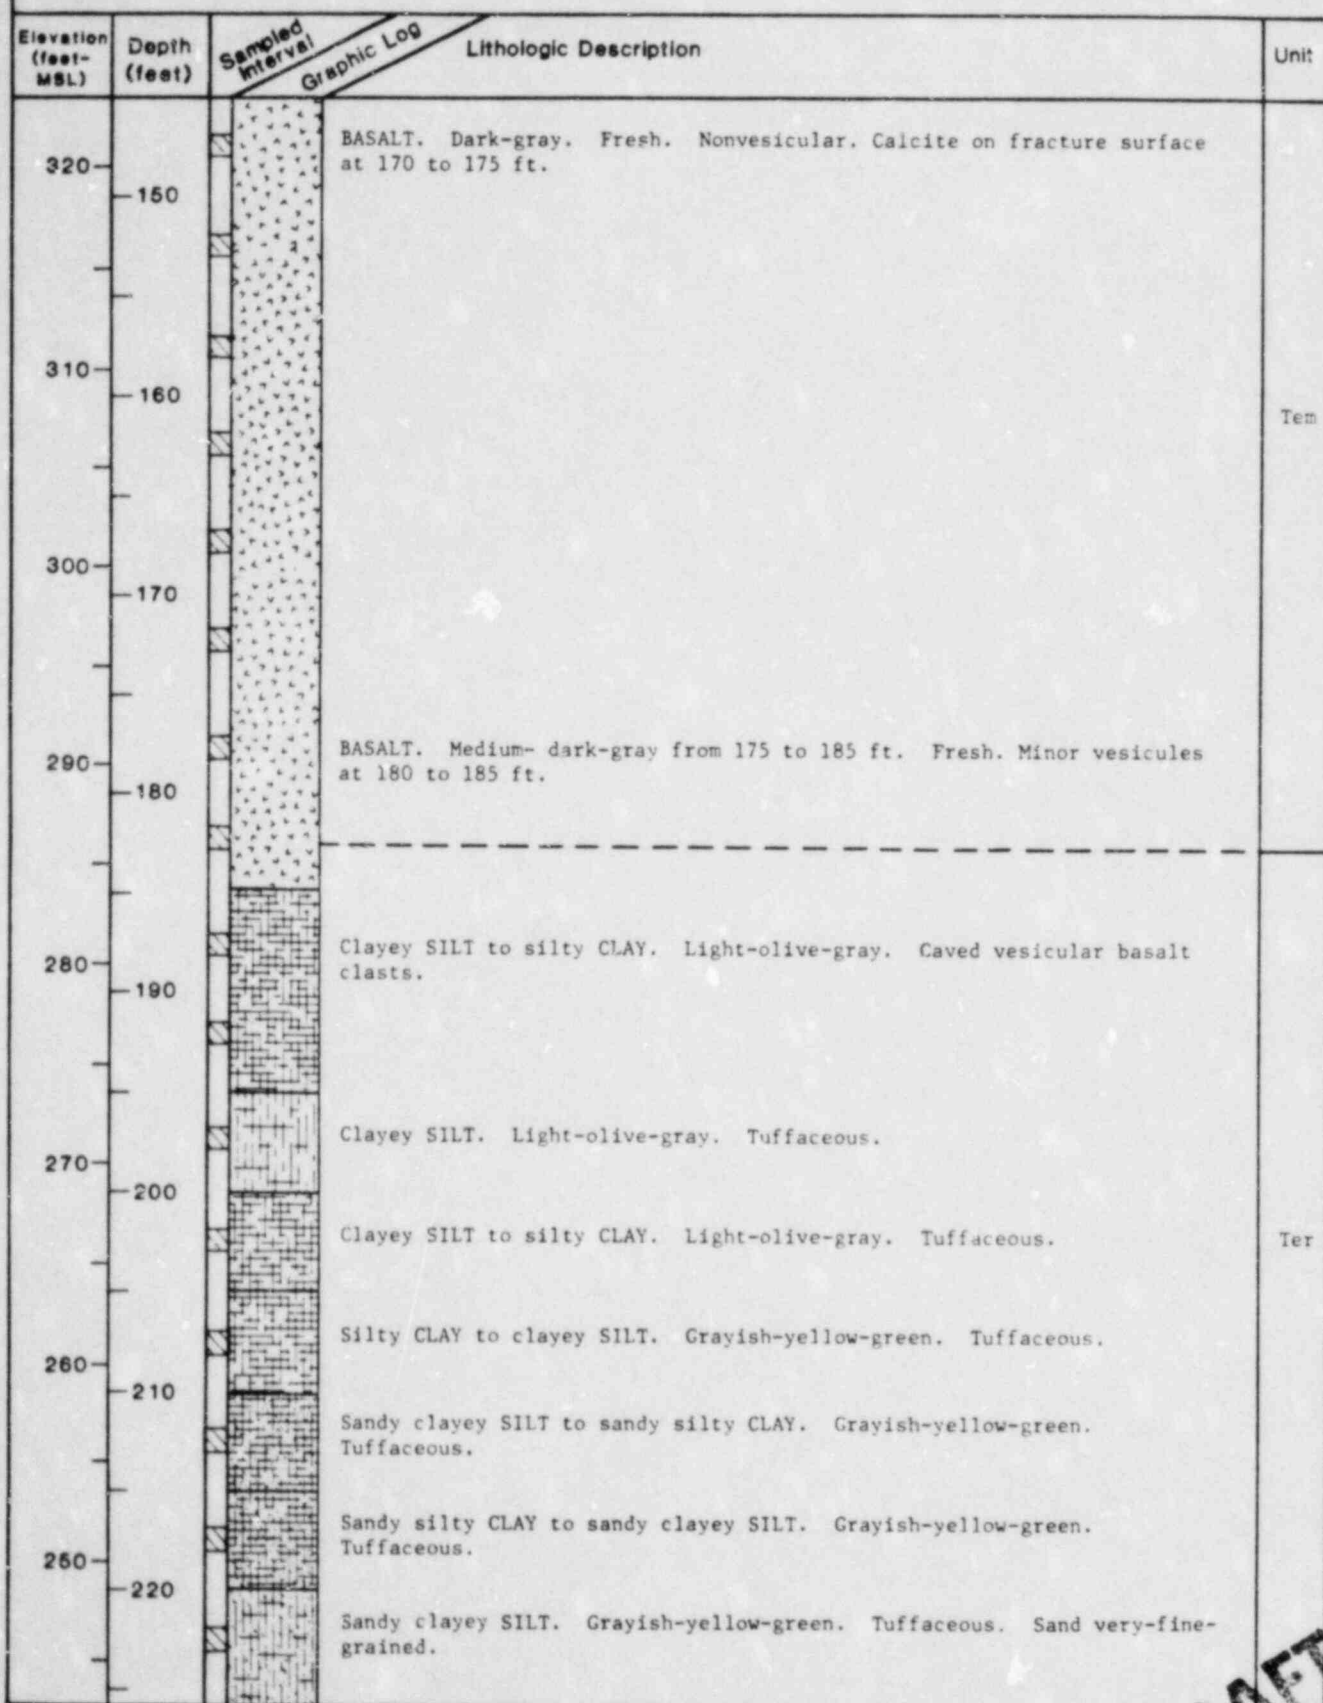 Elevation
(feet-
MSL)
Depth
(feet)
Sampled
Interval
Graphic Log
Lithologic Description
Unit
BASALT. Dark-gray. Fresh. Nonvesicular. Calcite on fracture surface
at 170 to 175 ft.
320
150
310
160
Tem
300
170
BASALT. Medium- dark-gray from 175 to 185 ft. Fresh. Minor vesicules
at 180 to 185 ft.
290
180
Clayey SILT to silty CLAY. Light-olive-gray. Caved vesicular basalt
clasts.
280
190
Clayey SILT. Light-olive-gray. Tuffaceous.
270
200
Clayey SILT to silty CLAY. Light-olive-gray. Tuffaceous.
Ter
Silty CLAY to clayey SILT. Grayish-yellow-green. Tuffaceous.
260
210
Sandy clayey SILT to sandy silty CLAY. Grayish-yellow-green.
Tuffaceous.
Sandy silty CLAY to sandy clayey SILT. Grayish-yellow-green.
Tuffaceous.
250
220
Sandy clayey SILT. Grayish-yellow-green. Tuffaceous. Sand very-fine-
grained.